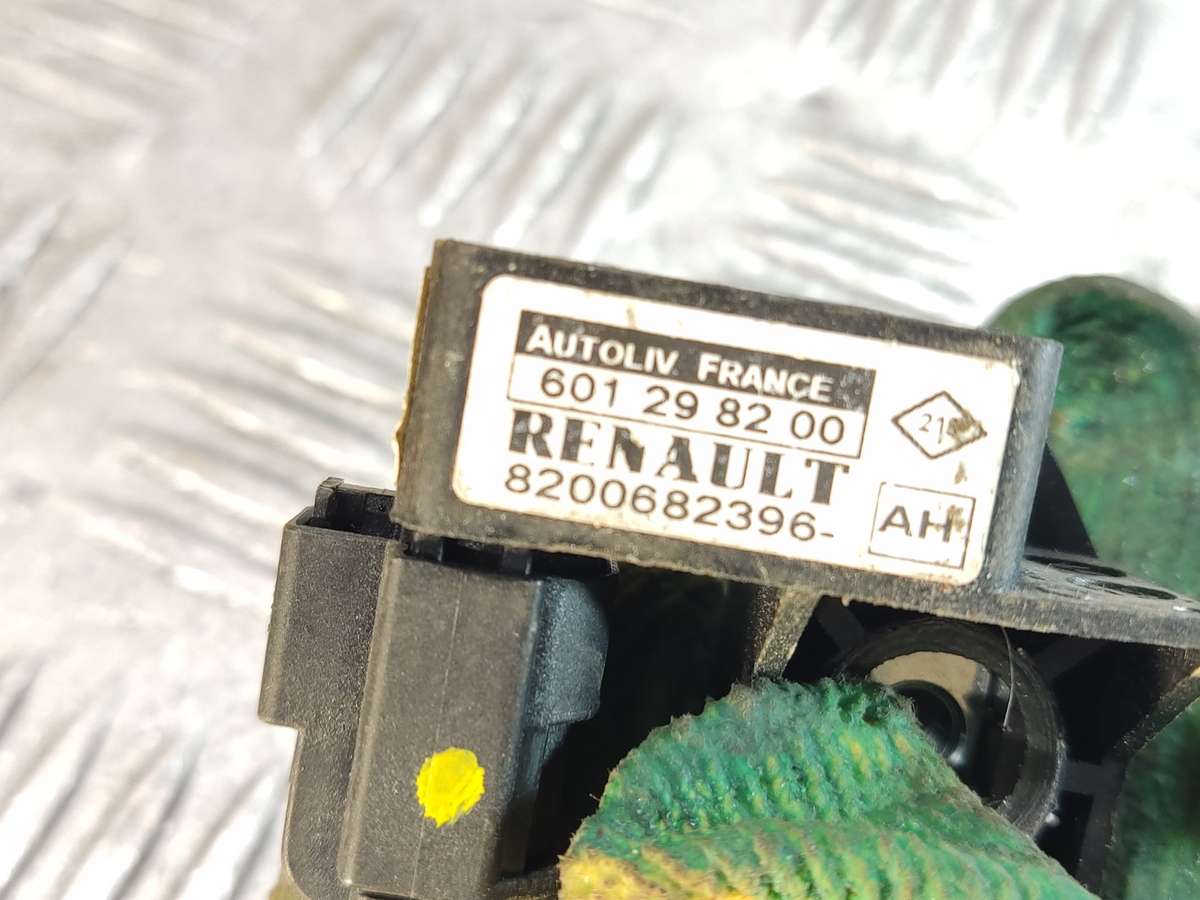 AUTOLIV FRANCE
601 29 82 00
RENAULT
8200682396-
AH